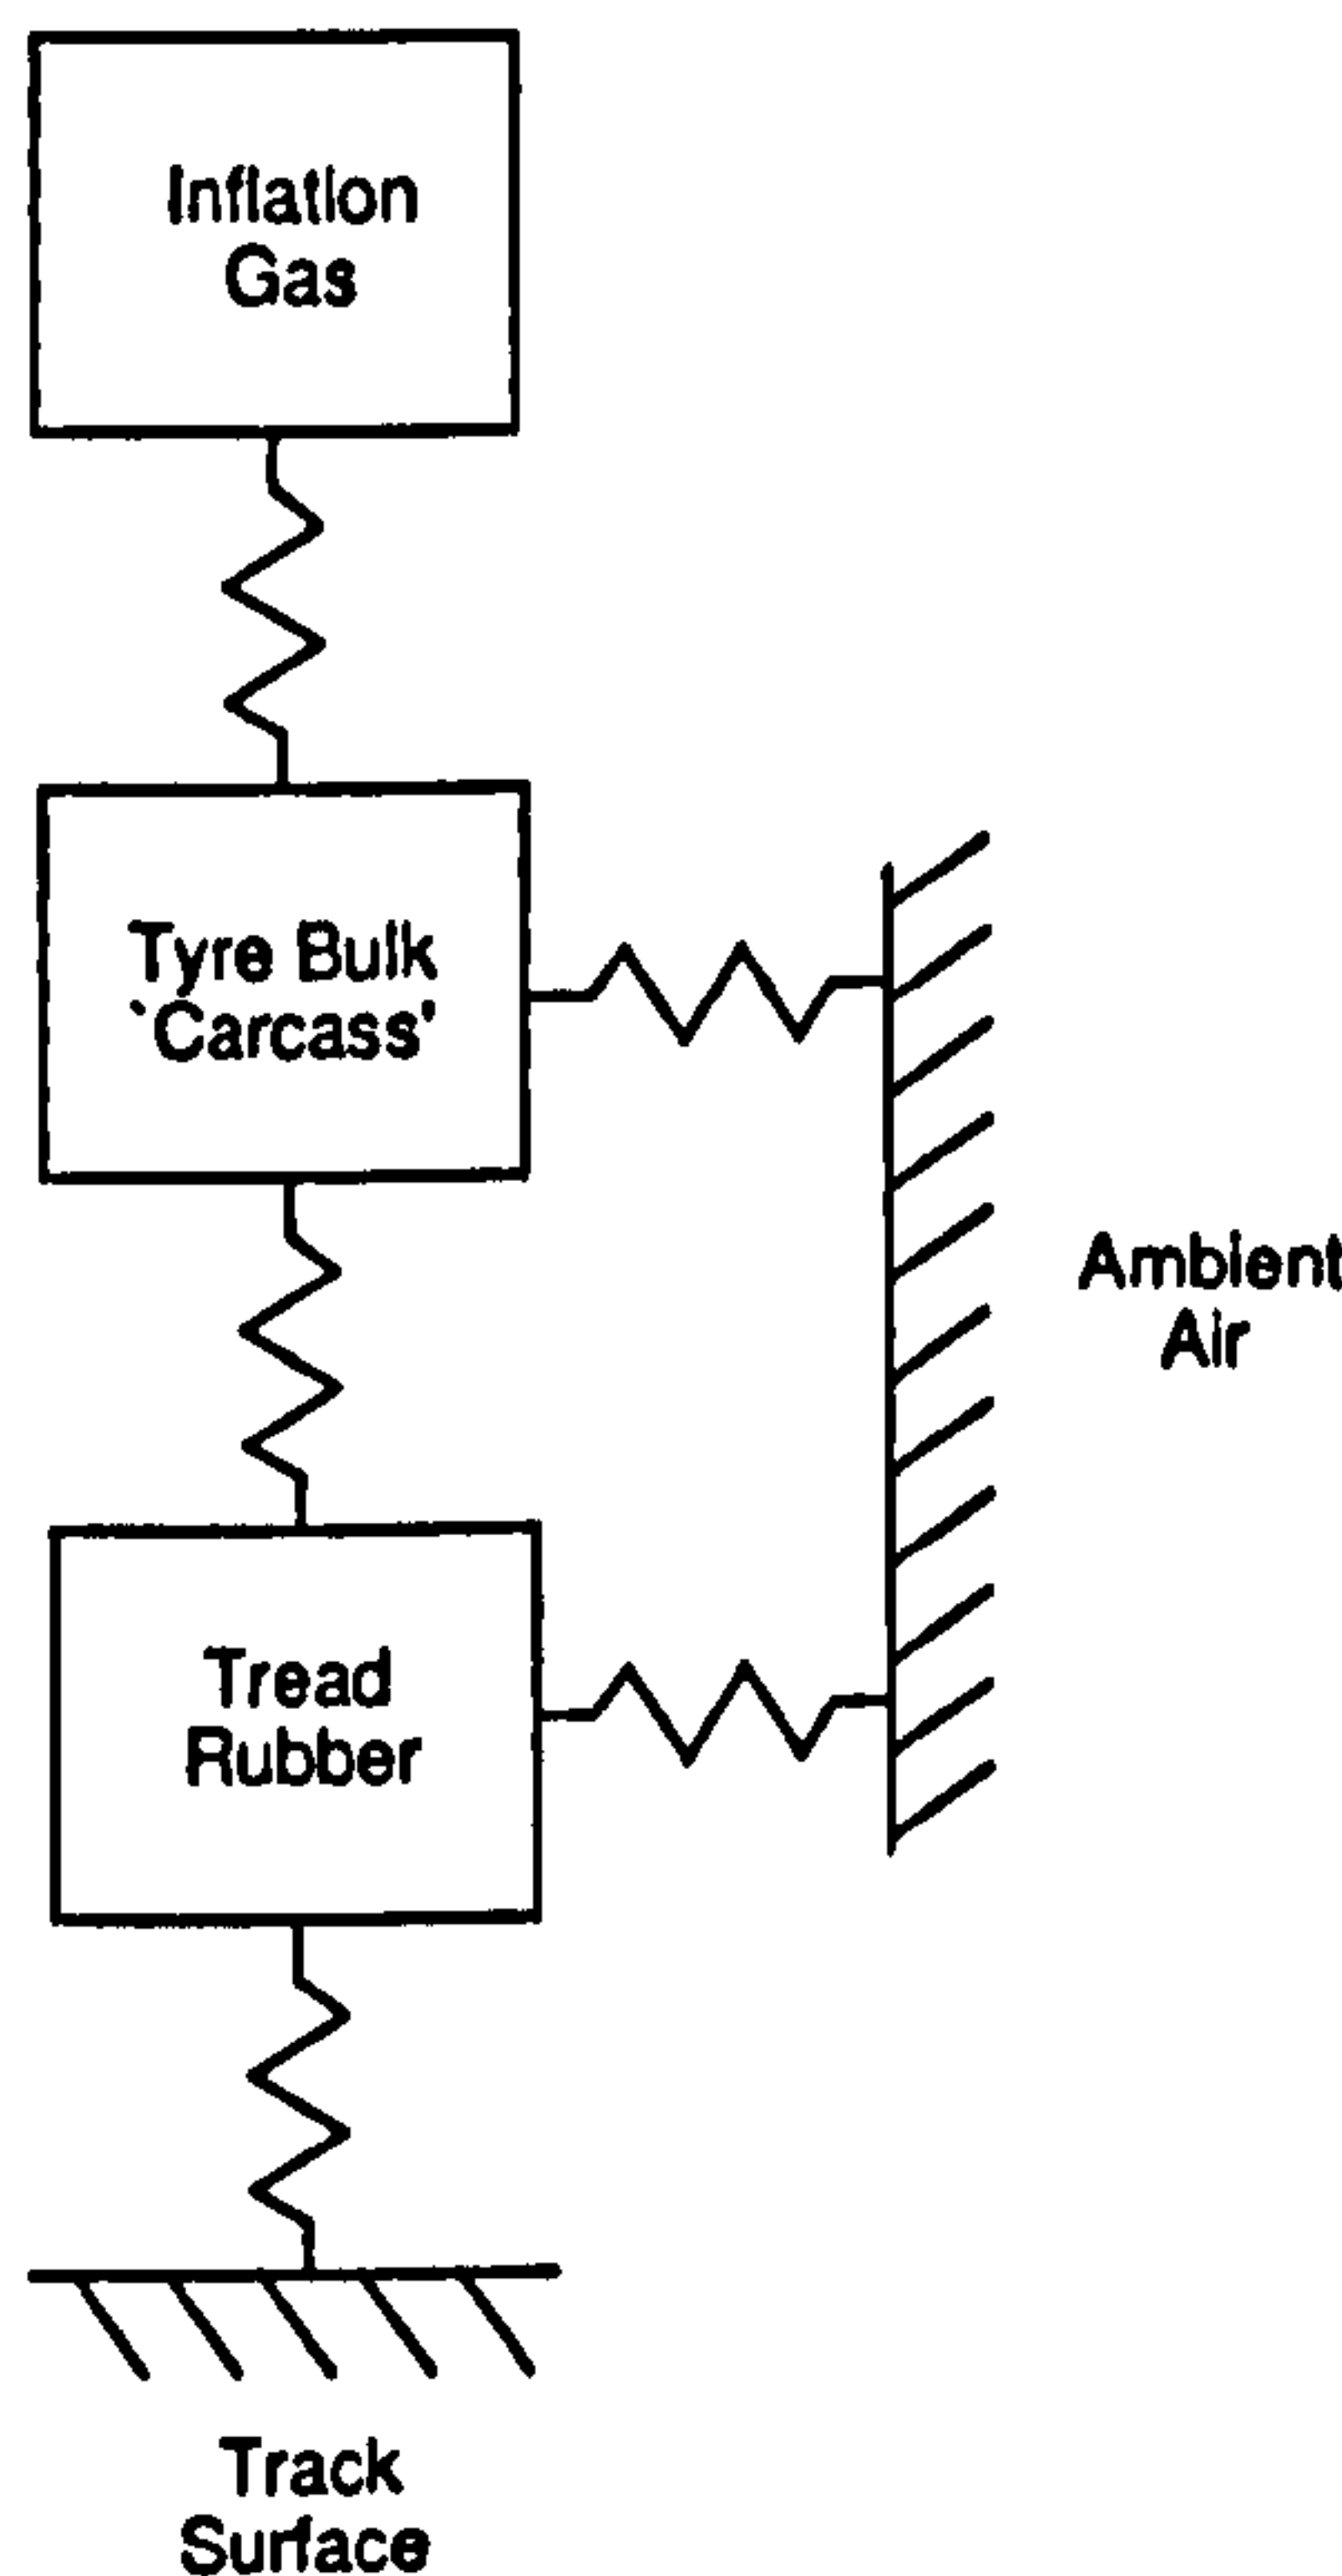 Inflation
Gas
Tyre Bulk
`Carcass'
Ambient
Air
Tread
Rubber
Track
Surface